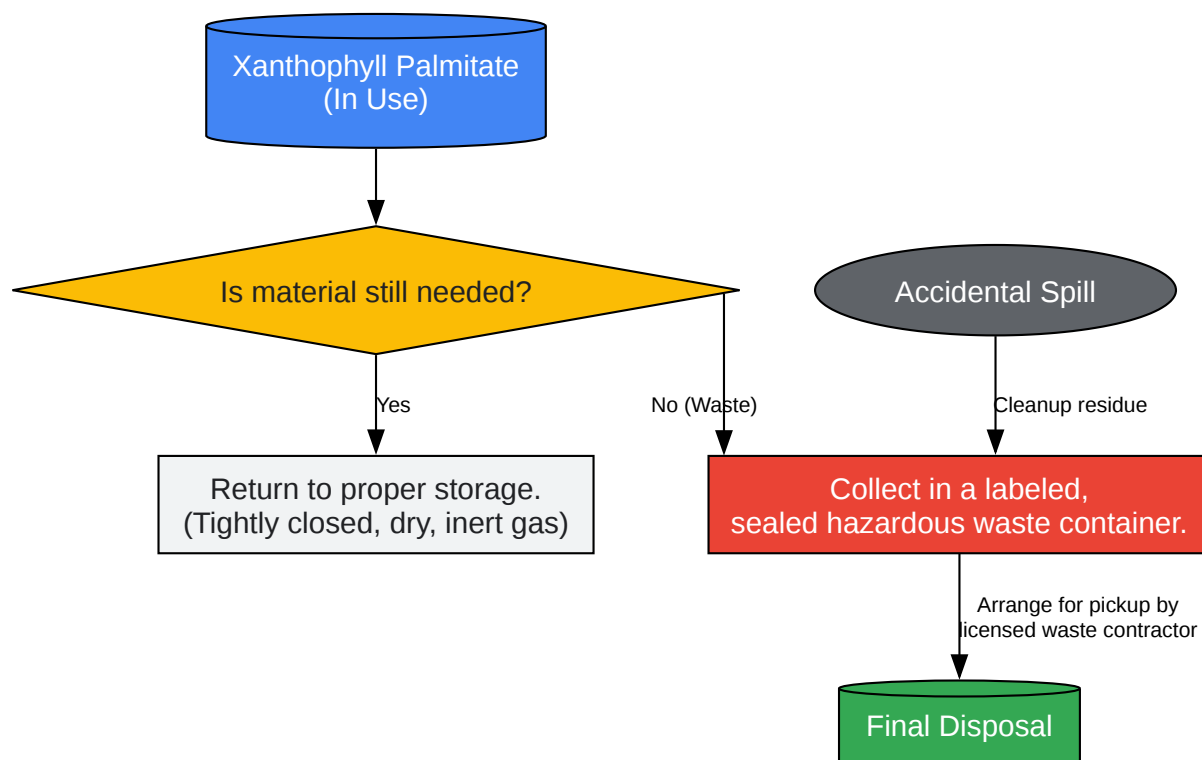 Xanthophyll Palmitate
(In Use)
Is material still needed?
Accidental Spill
Yes
No (Waste)
Cleanup residue
Return to proper storage.
(Tightly closed, dry, inert gas)
Collect in a labeled,
sealed hazardous waste container.
Arrange for pickup by
licensed waste contractor
Final Disposal